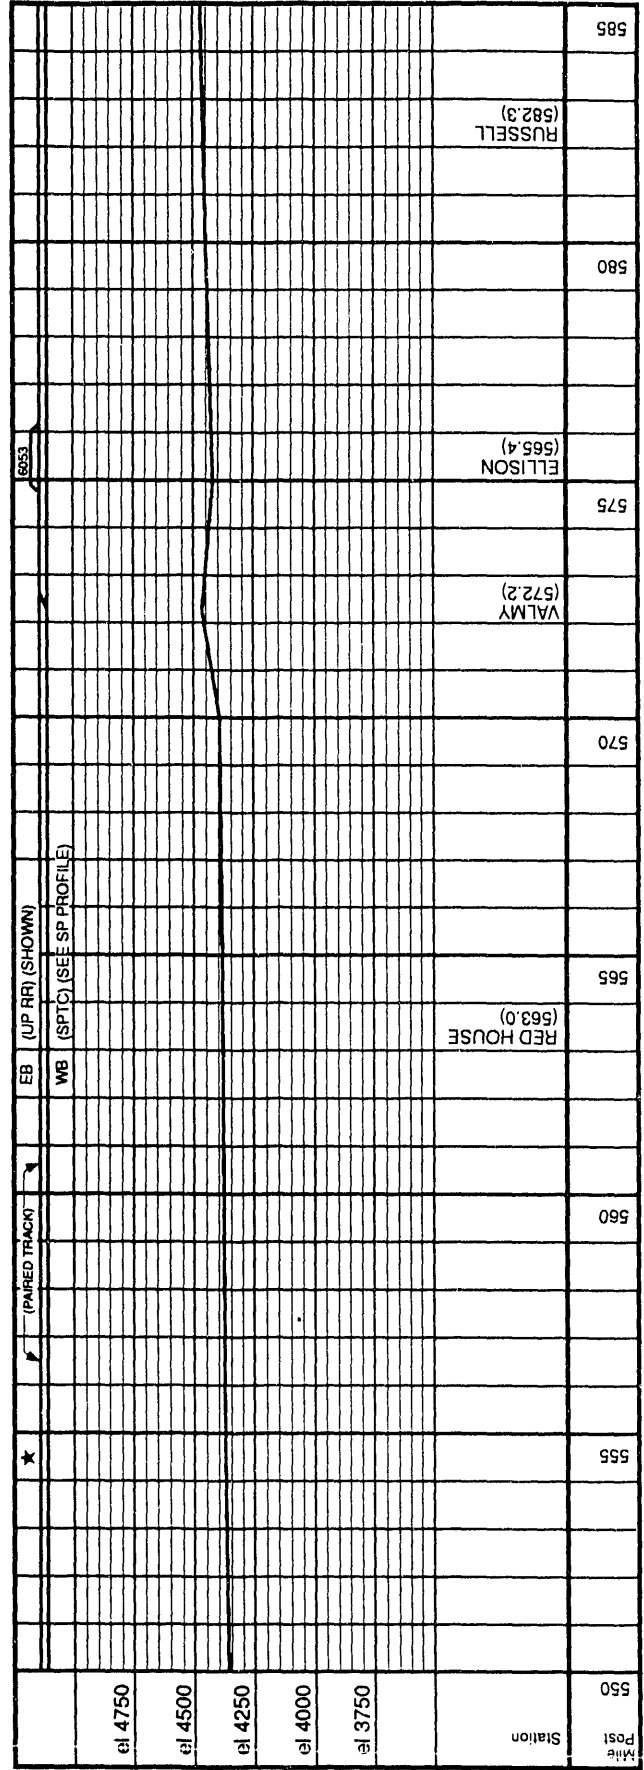 EB (UP RR) (SHOWN)
WB (SPTC) (SEE SP PROFILE)
(PAIRED TRACK)
★
6053
el 4750
el 4500
el 4250
el 4000
el 3750
Station
Mile
Post
550
555
560
565
570
575
580
585
RED HOUSE
(563.0)
VALMY
(572.2)
ELLISON
(565.4)
RUSSELL
(582.3)